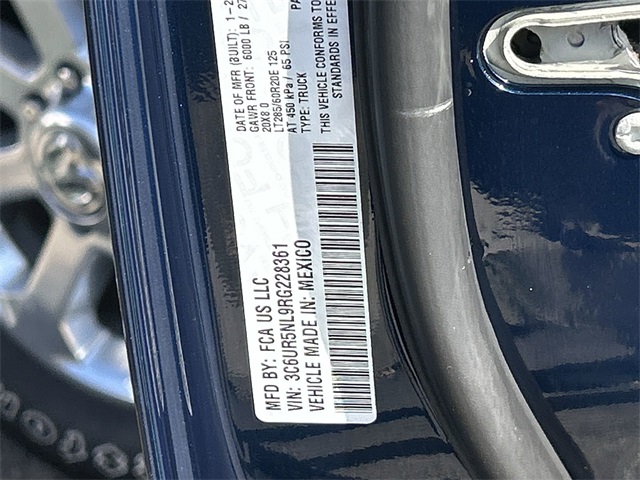 MFD BY: FCA US LLC
VIN: 3C6UR5NL9RG228361
VEHICLE MADE IN: MEXICO
DATE OF MFR (BUILT): 1-2
GAWR FRONT: 6000 LB / 27
20X8.0
LT285/60R20E 125
AT 450 kPa / 65 PSI
TYPE: TRUCK
THIS VEHICLE CONFORMS TO
STANDARDS IN EFFE